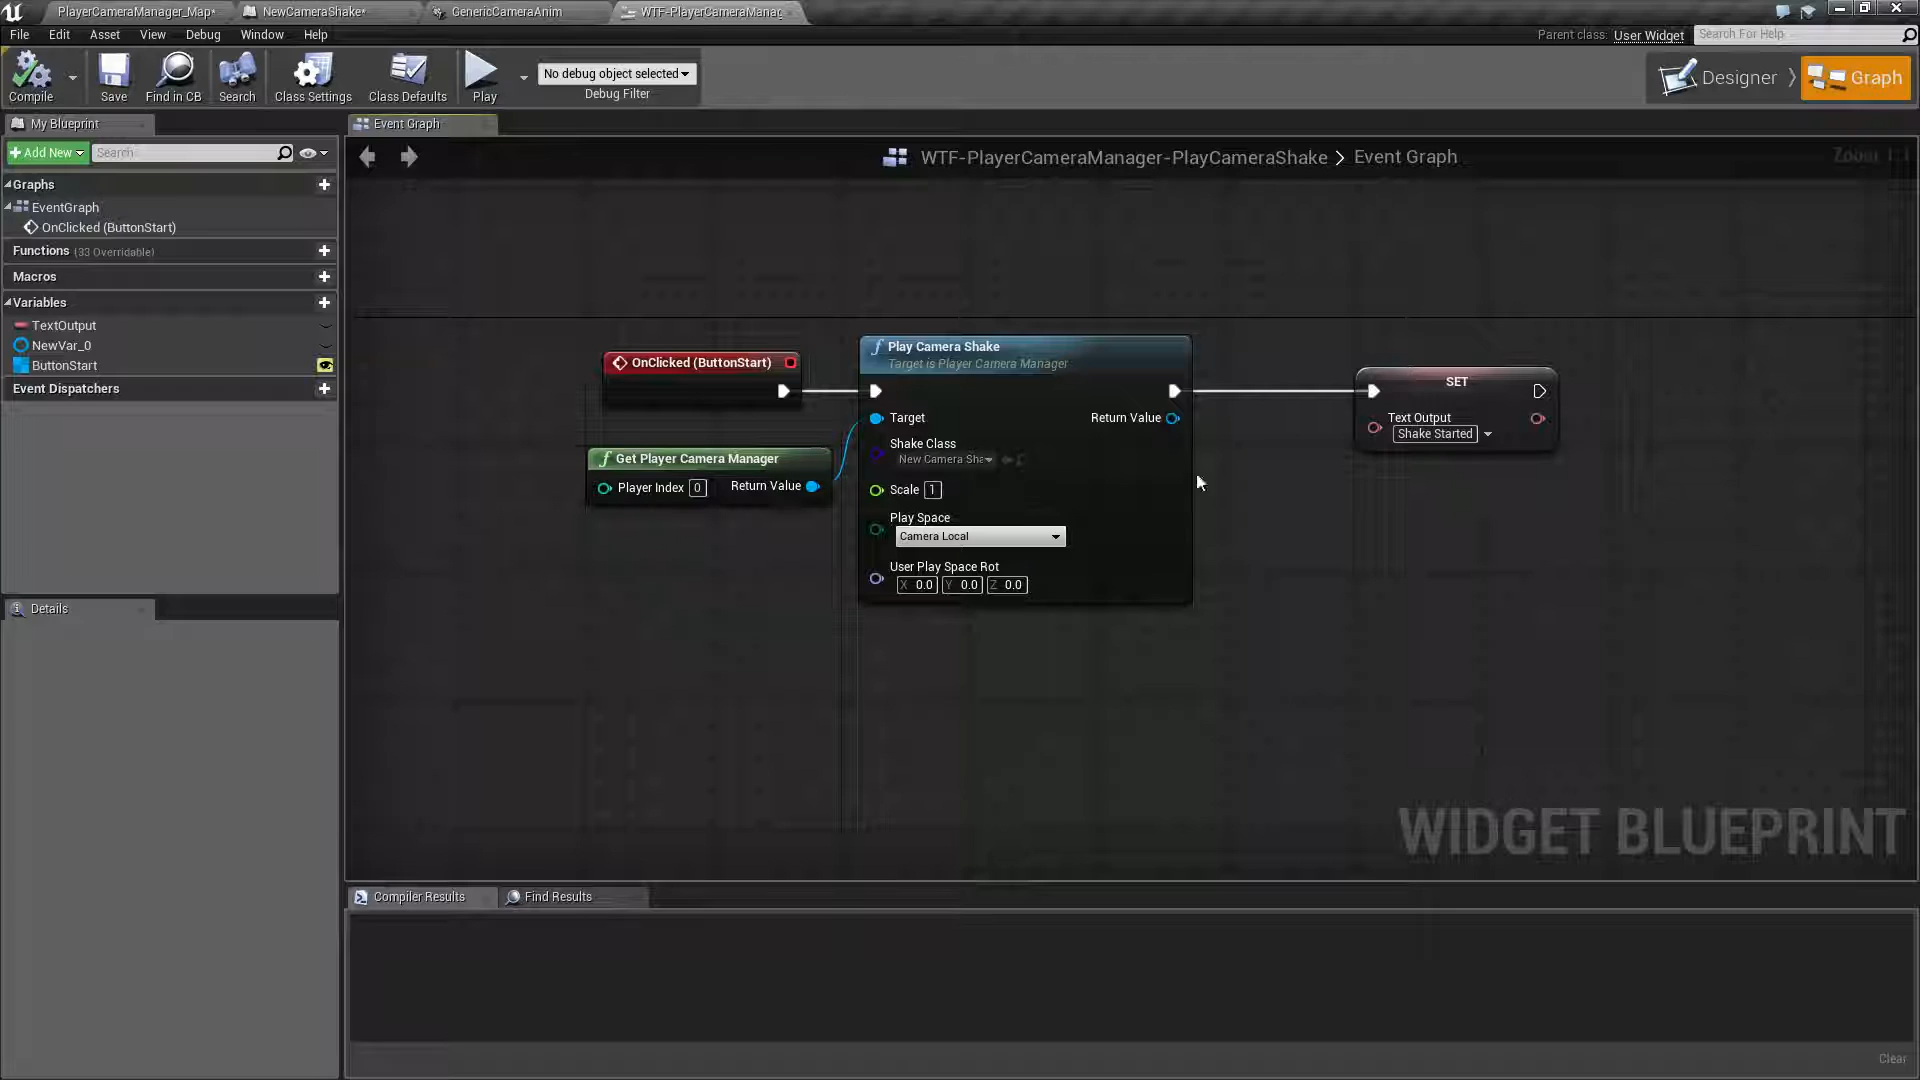 PlayerCameraManager_Map*
NewCameraShake*
GenericCameraAnim
WTF-PlayerCameraManag
File Edit Asset View Debug Window Help
Parent class: User Widget
Search For Help
Compile
Save
Find in CB
Search
Class Settings
Class Defaults
Play
No debug object selected
Debug Filter
Designer
Graph
My Blueprint
Event Graph
Add New
Search
WTF-PlayerCameraManager-PlayCameraShake > Event Graph
Zoom 1:1
Graphs
EventGraph
OnClicked (ButtonStart)
Functions (33 Overridable)
Macros
Variables
TextOutput
NewVar_0
ButtonStart
Event Dispatchers
Details
OnClicked (ButtonStart)
Get Player Camera Manager
Player Index 0 Return Value
Play Camera Shake
Target is Player Camera Manager
Target Return Value
Shake Class
New Camera Sha
Scale 1
Play Space
Camera Local
User Play Space Rot
X 0.0 Y 0.0 Z 0.0
SET
Text Output
Shake Started
WIDGET BLUEPRINT
Compiler Results
Find Results
Clear